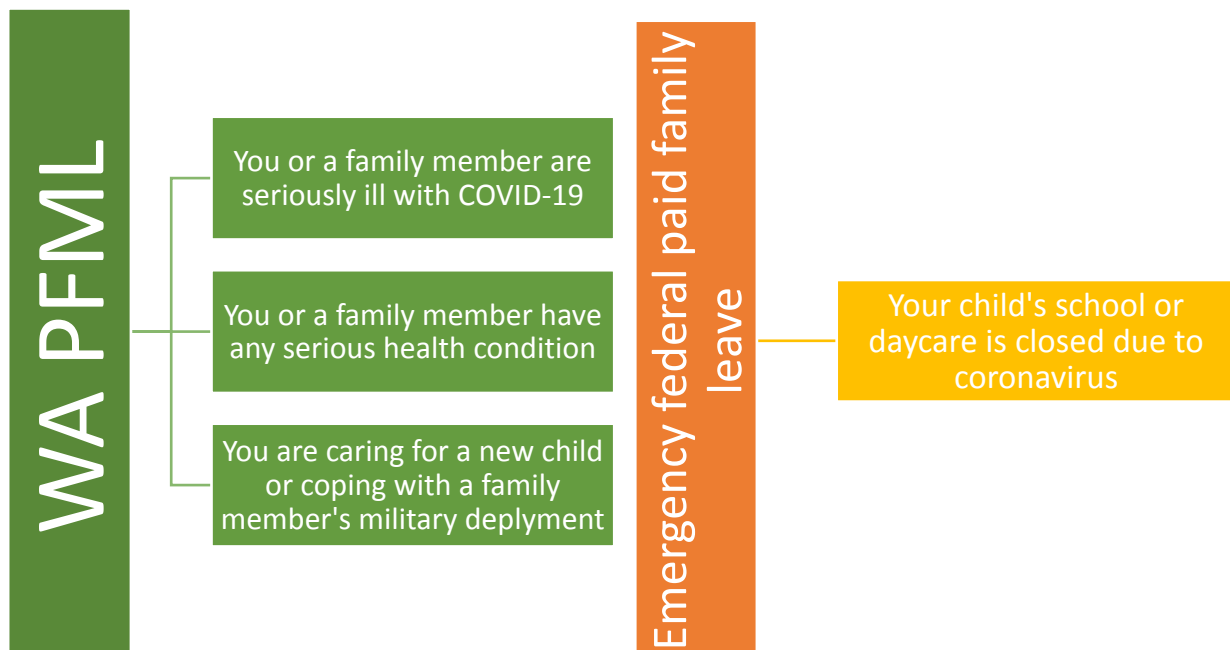 WA PFML
You or a family member are
seriously ill with COVID-19
You or a family member have
any serious health condition
You are caring for a new child
or coping with a family
member's military deplyment
Emergency federal paid family
leave
Your child's school or
daycare is closed due to
coronavirus